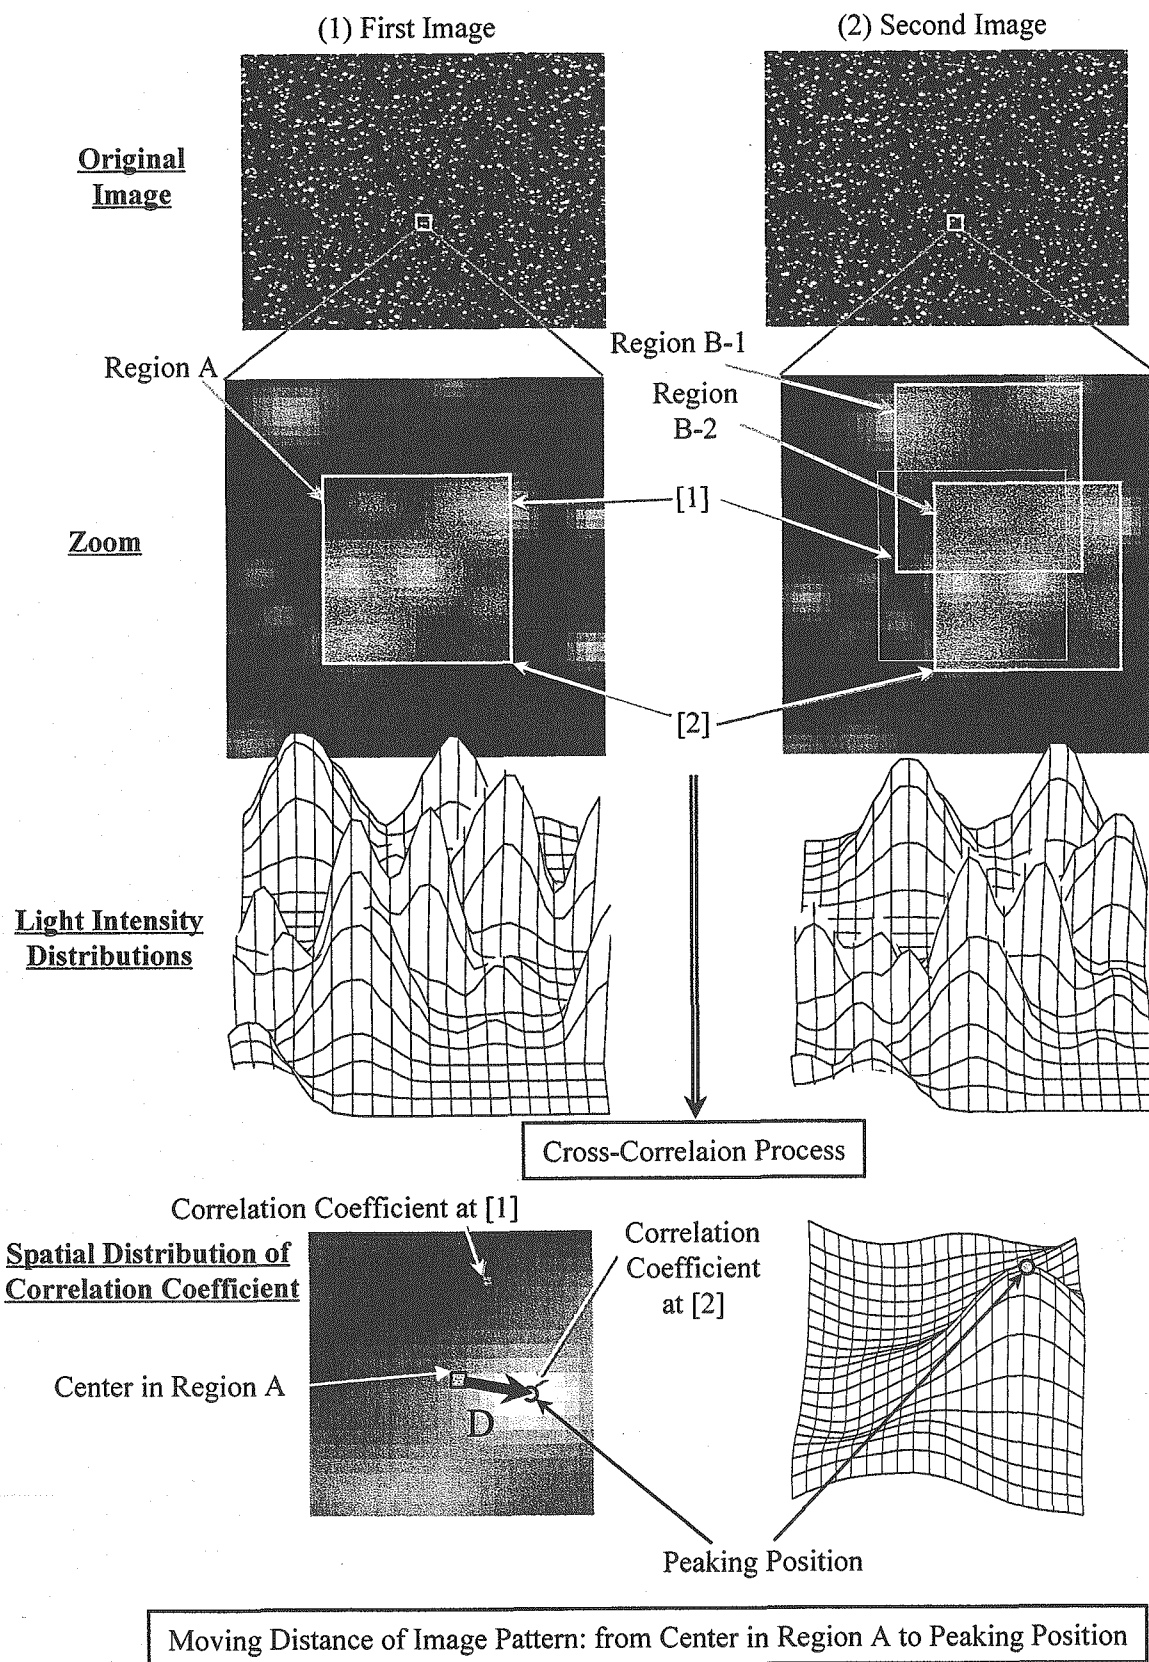 (1) First Image
(2) Second Image
Original
Image
Region A
Region B-1
Region
B-2
[1]
Zoom
[2]
Light Intensity
Distributions
Cross-Correlaion Process
Correlation Coefficient at [1]
Spatial Distribution of
Correlation Coefficient
Correlation
Coefficient
at [2]
Center in Region A
D
Peaking Position
Moving Distance of Image Pattern: from Center in Region A to Peaking Position